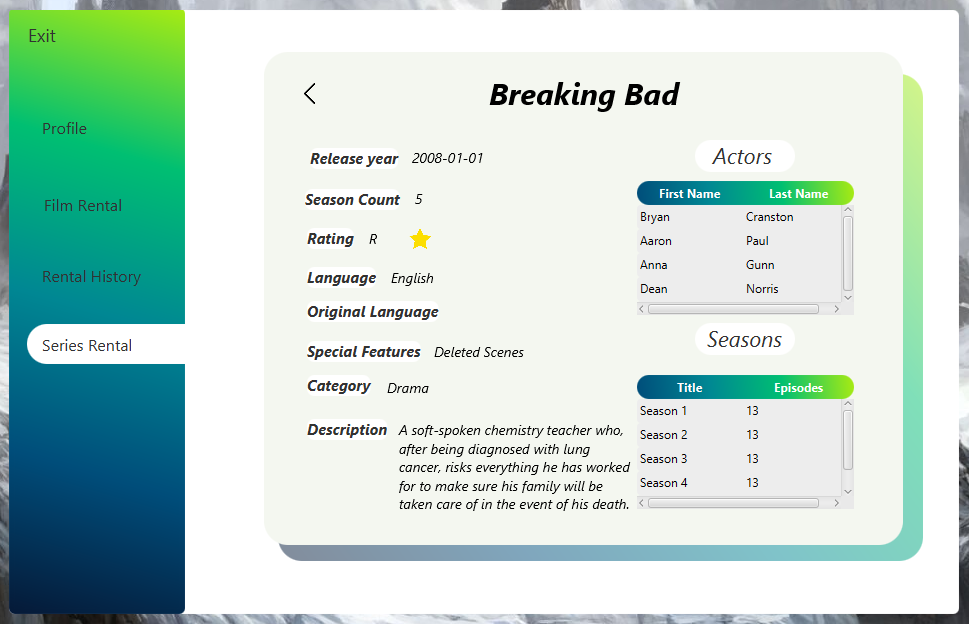 Exit
Profile
Film Rental
Rental History
Series Rental
Breaking Bad
Release year 2008-01-01
Season Count 5
Rating R
Language English
Original Language
Special Features Deleted Scenes
Category Drama
Description A soft-spoken chemistry teacher who,
after being diagnosed with lung
cancer, risks everything he has worked
for to make sure his family will be
taken care of in the event of his death.
Actors
First Name Last Name
Bryan Cranston
Aaron Paul
Anna Gunn
Dean Norris
Seasons
Title Episodes
Season 1 13
Season 2 13
Season 3 13
Season 4 13